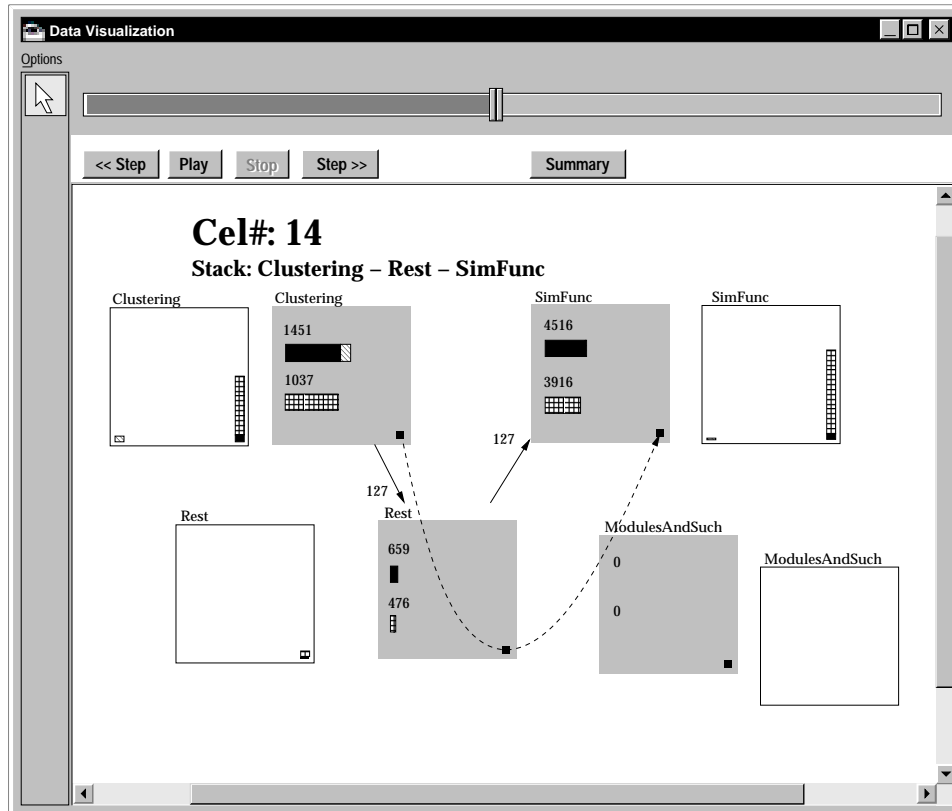 Data Visualization
Options
<< Step Play Stop Step >> Summary
Cel#: 14
Stack: Clustering – Rest – SimFunc
Clustering Clustering SimFunc SimFunc
1451 4516
1037 3916
127
127
Rest Rest ModulesAndSuch ModulesAndSuch
659 0
476 0